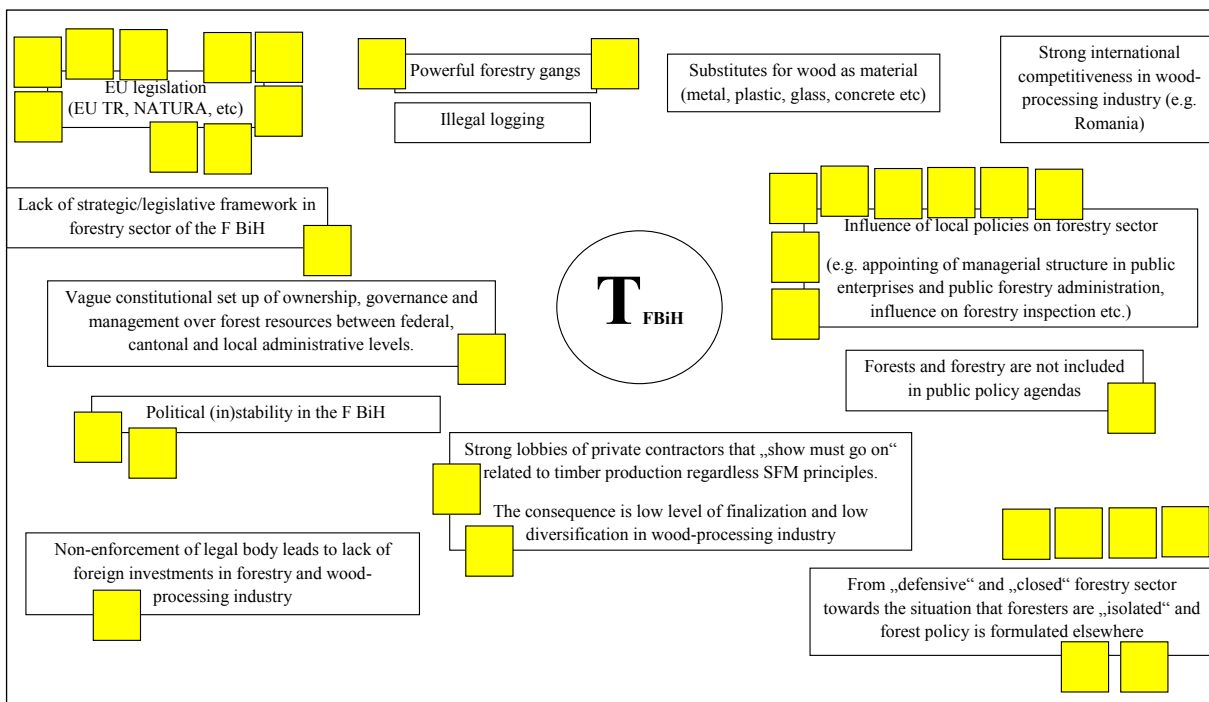 EU legislation
(EU TR, NATURA, etc)
Powerful forestry gangs
Illegal logging
Substitutes for wood as material
(metal, plastic, glass, concrete etc)
Strong international
competitiveness in wood-
processing industry (e.g.
Romania)
Lack of strategic/legislative framework in
forestry sector of the F BiH
Influence of local policies on forestry sector
(e.g. appointing of managerial structure in public
enterprises and public forestry administration,
influence on forestry inspection etc.)
Vague constitutional set up of ownership, governance and
management over forest resources between federal,
cantonal and local administrative levels.
T FBiH
Forests and forestry are not included
in public policy agendas
Political (in)stability in the F BiH
Strong lobbies of private contractors that „show must go on“
related to timber production regardless SFM principles.
The consequence is low level of finalization and low
diversification in wood-processing industry
Non-enforcement of legal body leads to lack of
foreign investments in forestry and wood-
processing industry
From „defensive“ and „closed“ forestry sector
towards the situation that foresters are „isolated“ and
forest policy is formulated elsewhere